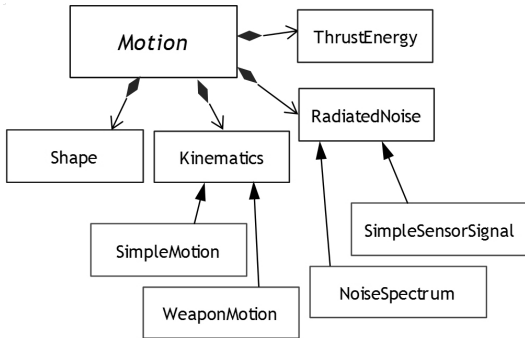 Motion
ThrustEnergy
RadiatedNoise
Shape
Kinematics
SimpleSensorSignal
SimpleMotion
NoiseSpectrum
WeaponMotion